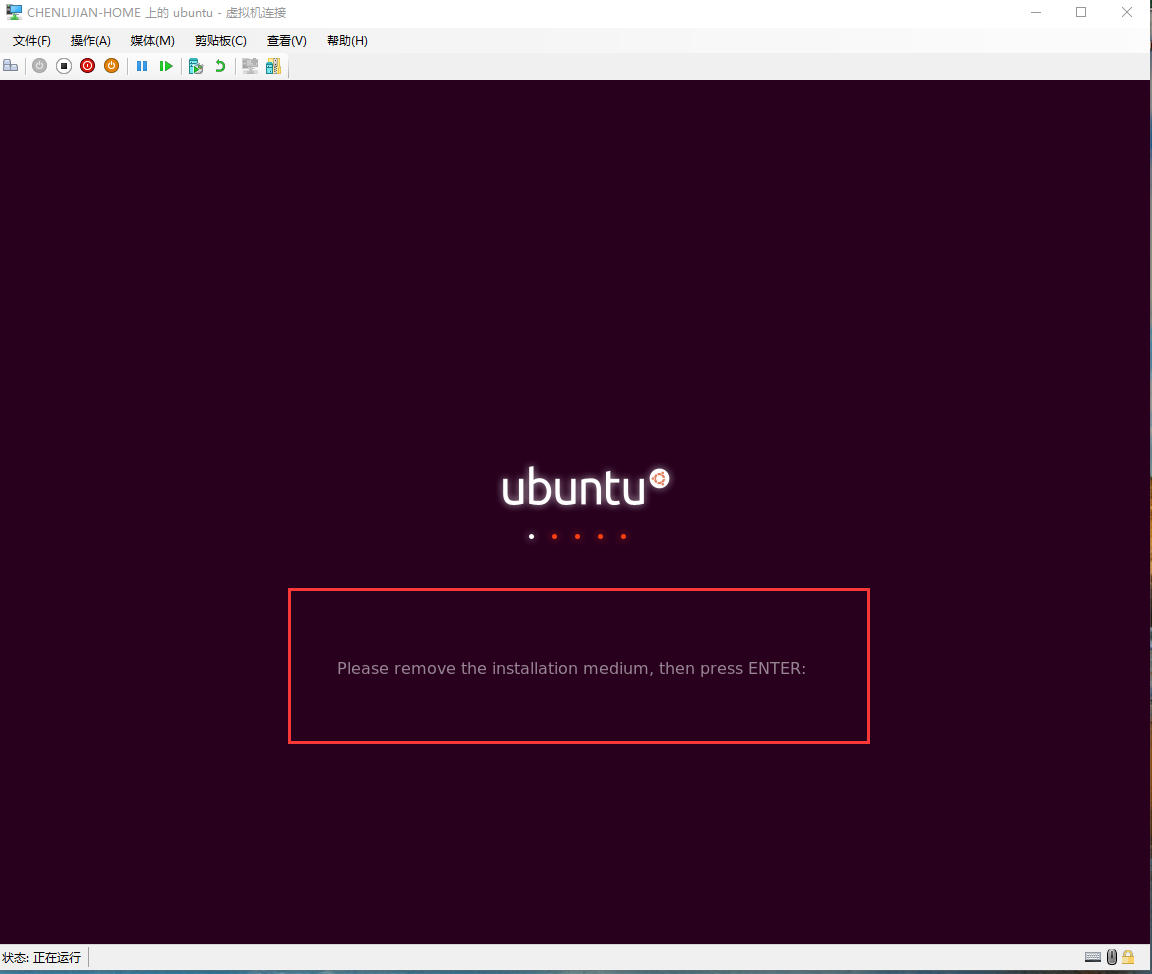 CHENLIJIAN-HOME 上的 ubuntu - 虚拟机连接
文件(F) 操作(A) 媒体(M) 剪贴板(C) 查看(V) 帮助(H)
ubuntu
Please remove the installation medium, then press ENTER:
状态: 正在运行